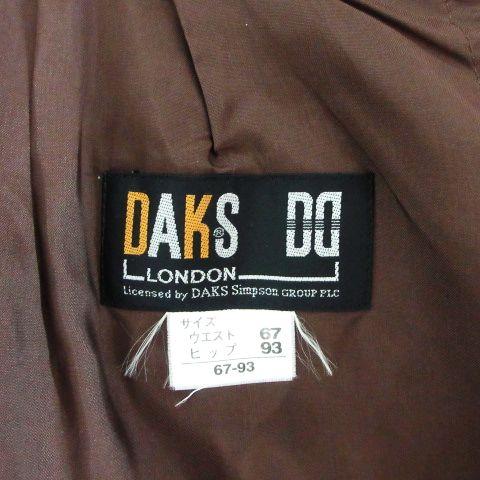 DAKS® DD
LONDON
Licensed by DAKS Simpson GROUP PLC
サイズ
ウエスト 67
ヒップ 93
67-93